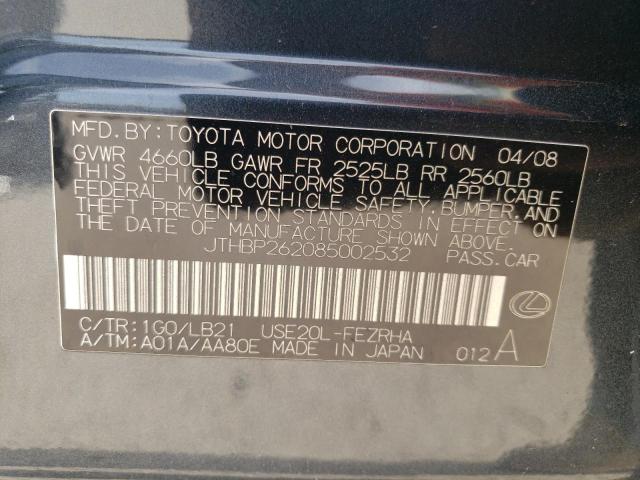 MFD. BY: TOYOTA MOTOR CORPORATION 04/08
GVWR 4660LB GAWR FR 2525LB RR 2560LB
THIS VEHICLE CONFORMS TO ALL APPLICABLE
FEDERAL MOTOR VEHICLE SAFETY, BUMPER, AND
THEFT PREVENTION STANDARDS IN EFFECT ON
THE DATE OF MANUFACTURE SHOWN ABOVE.
JTHBP262085002532 PASS. CAR
C/TR: 1G0/LB21 USE20L-FEZRHA
A/TM: A01A/AA80E MADE IN JAPAN 012 A